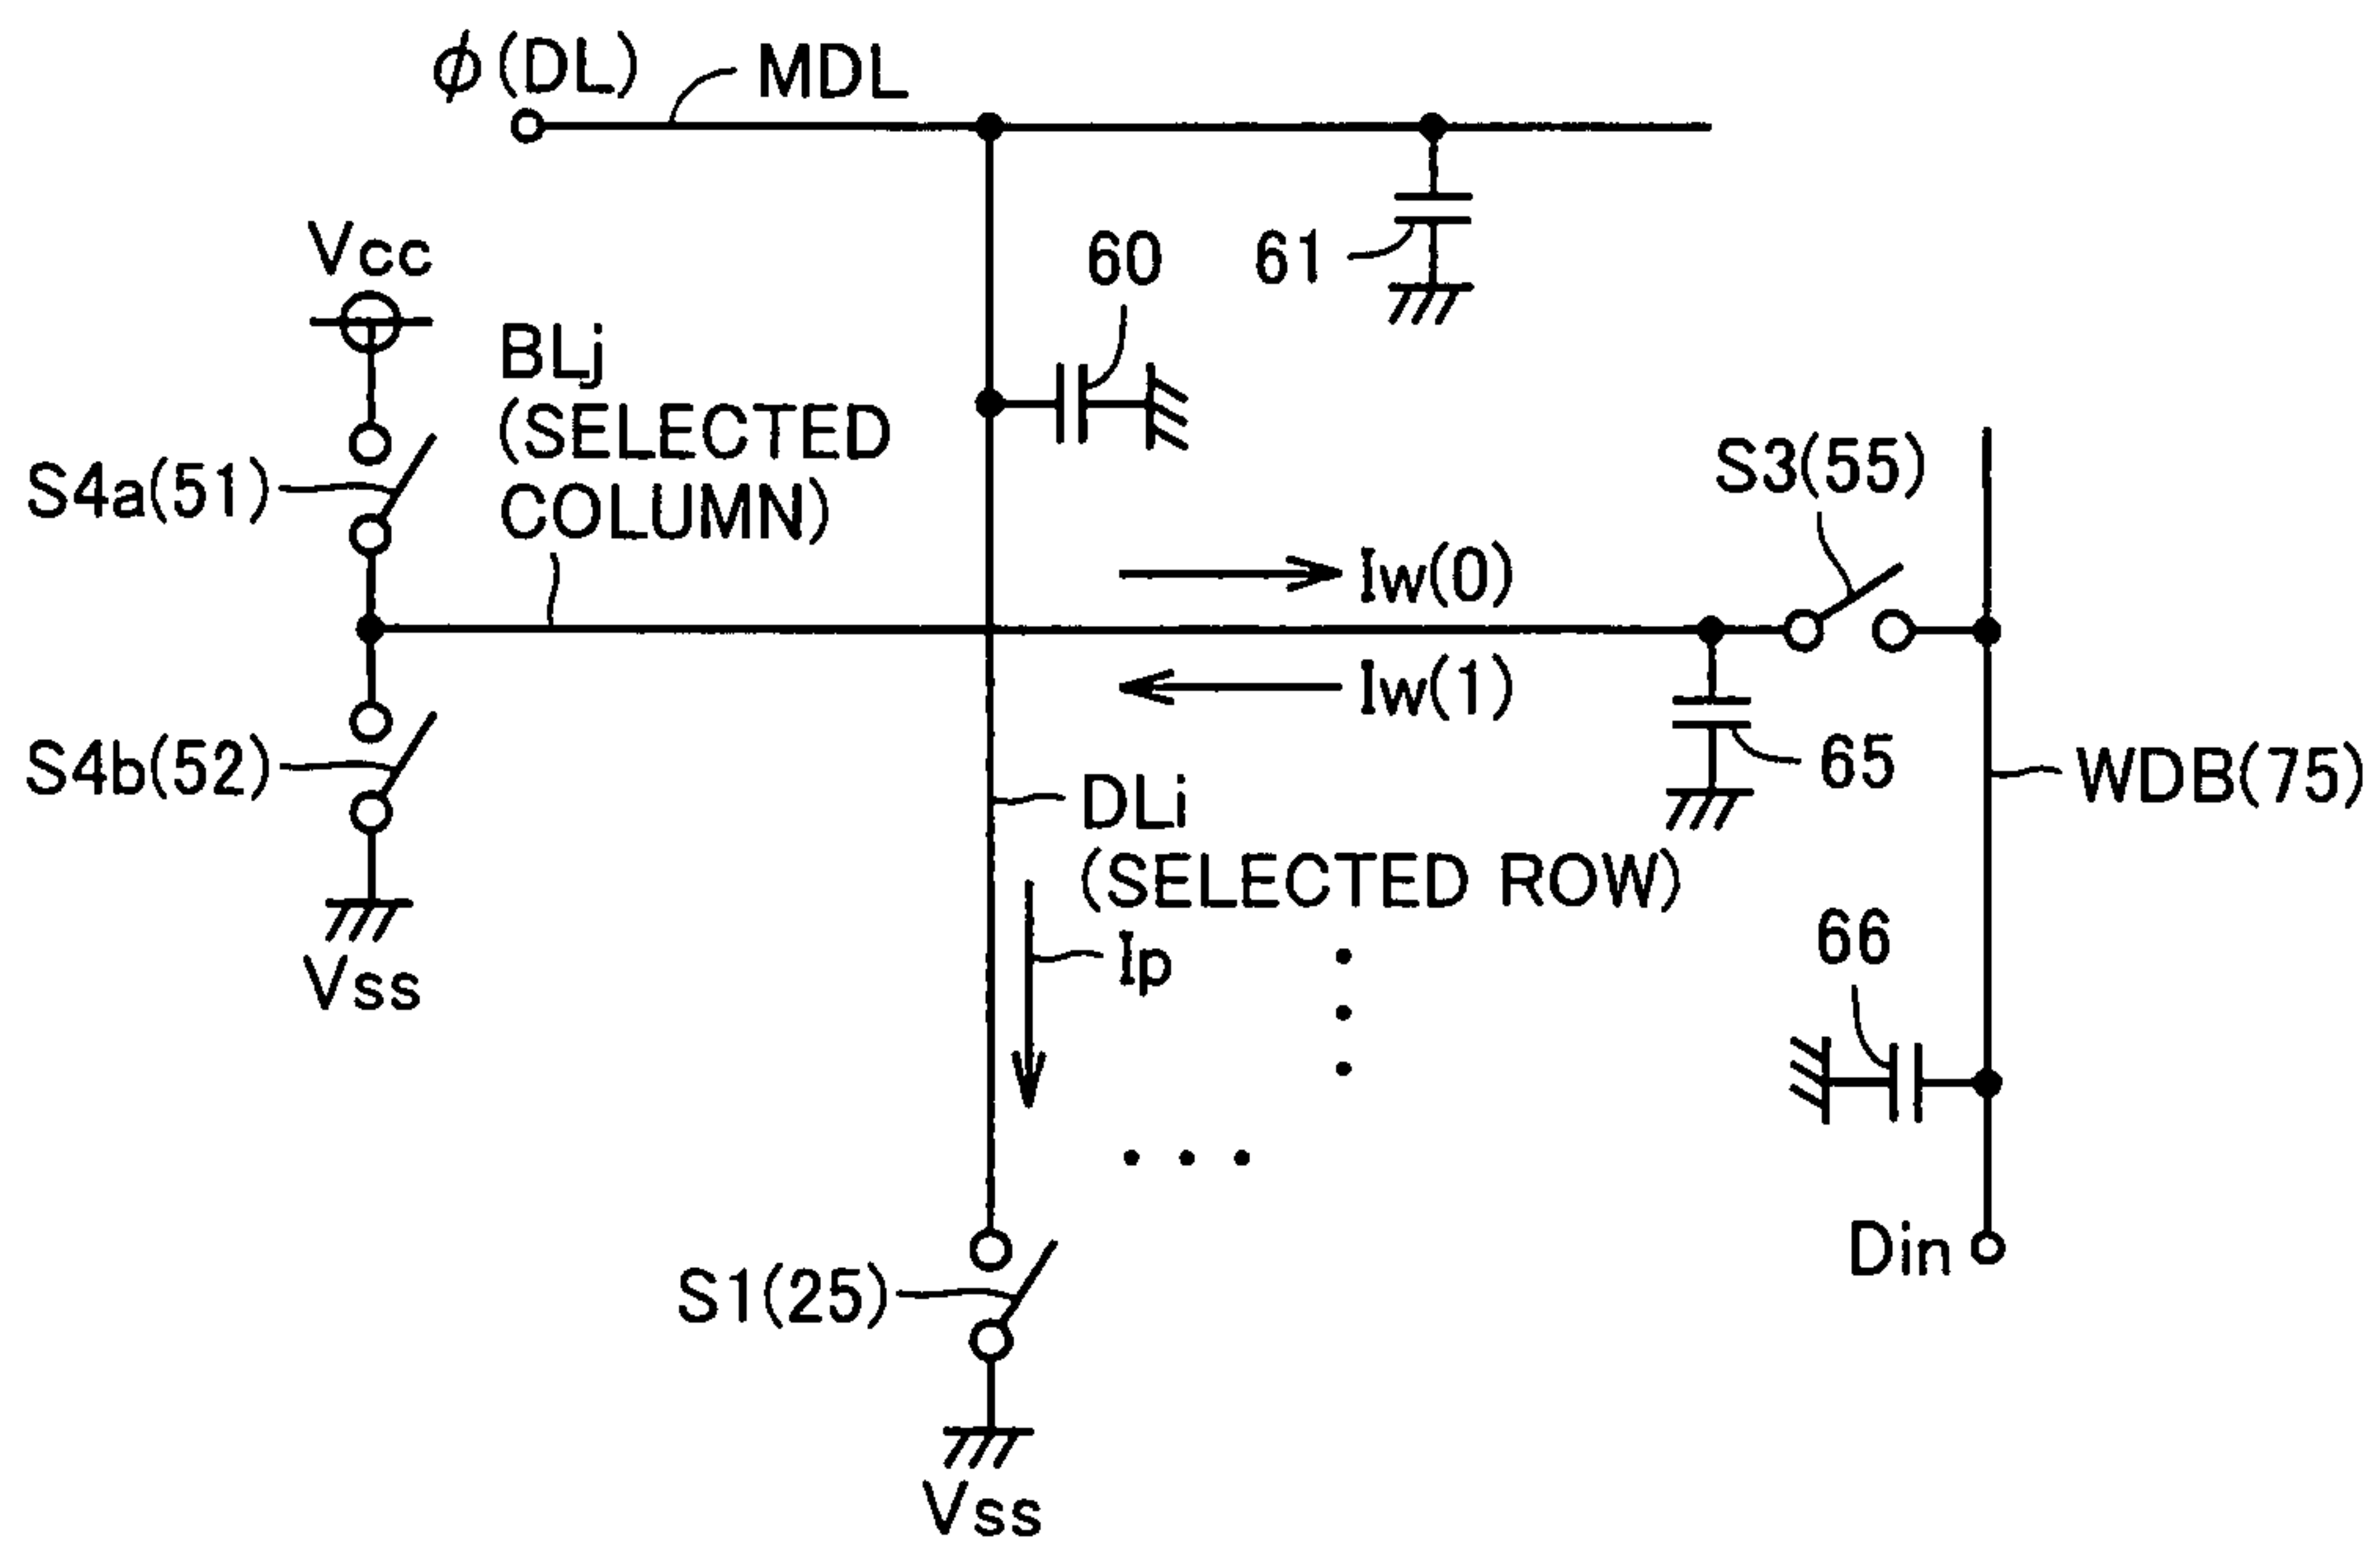 ϕ(DL)
MDL
Vcc
60
61
BLj
(SELECTED
COLUMN)
S4a(51)
S3(55)
Iw(0)
Iw(1)
S4b(52)
65
WDB(75)
DLi
(SELECTED ROW)
66
Ip
Vss
Din
S1(25)
Vss